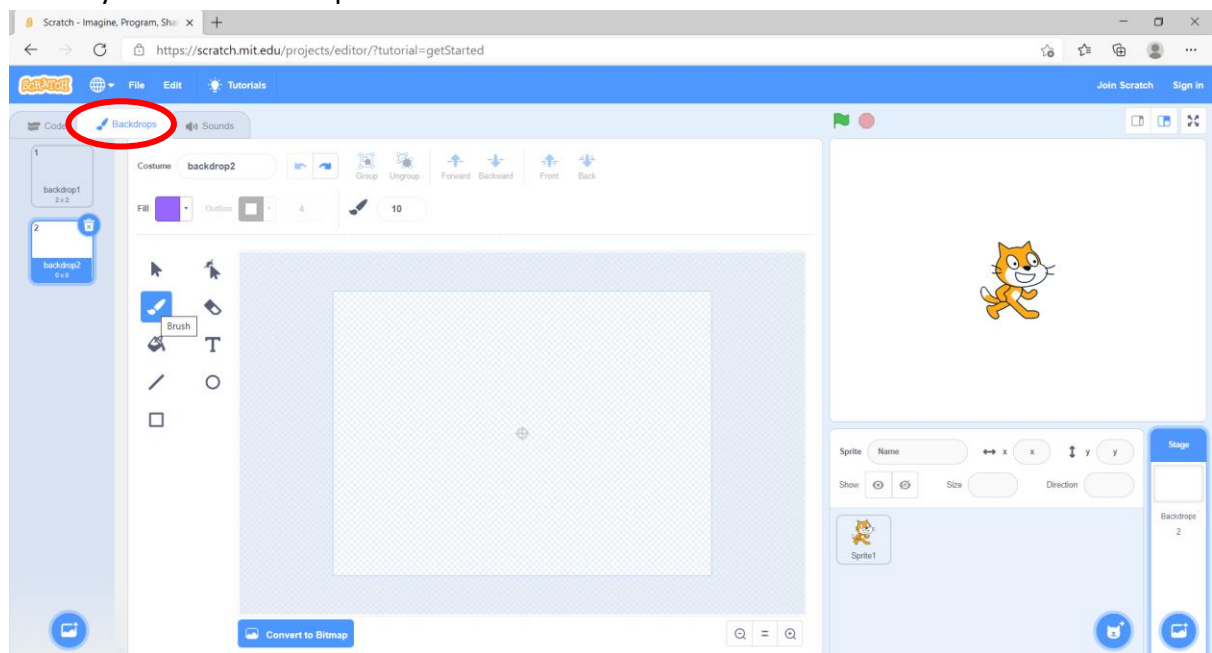 Scratch - Imagine, Program, Sha
https://scratch.mit.edu/projects/editor/?tutorial=getStarted
SCRATCH File Edit Tutorials Join Scratch Sign in
Code Backdrops Sounds
1
backdrop1
2 x 2
2
backdrop2
0 x 0
Costume backdrop2 Group Ungroup Forward Backward Front Back
Fill Outline 4 10
Brush
T
Convert to Bitmap
=
Sprite Name x x y y
Show Size Direction
Sprite1
Stage
Backdrops
2